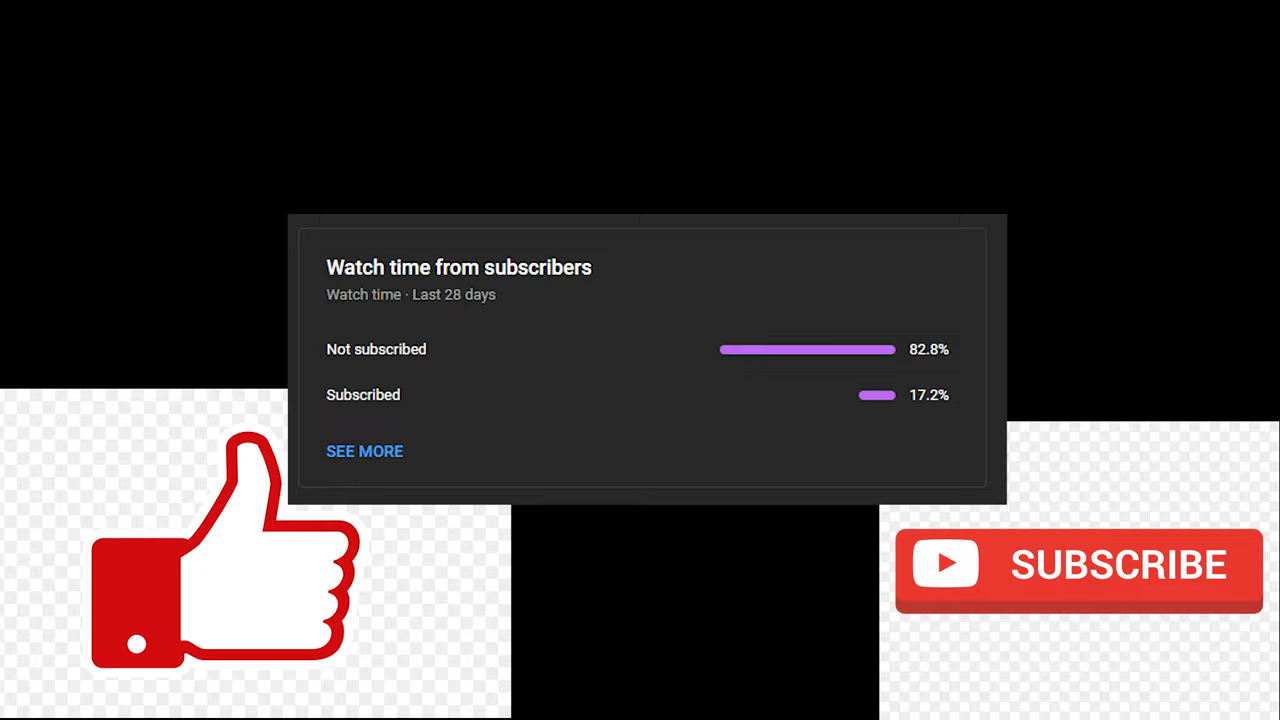 Watch time from subscribers
Watch time · Last 28 days
Not subscribed 82.8%
Subscribed 17.2%
SEE MORE
SUBSCRIBE